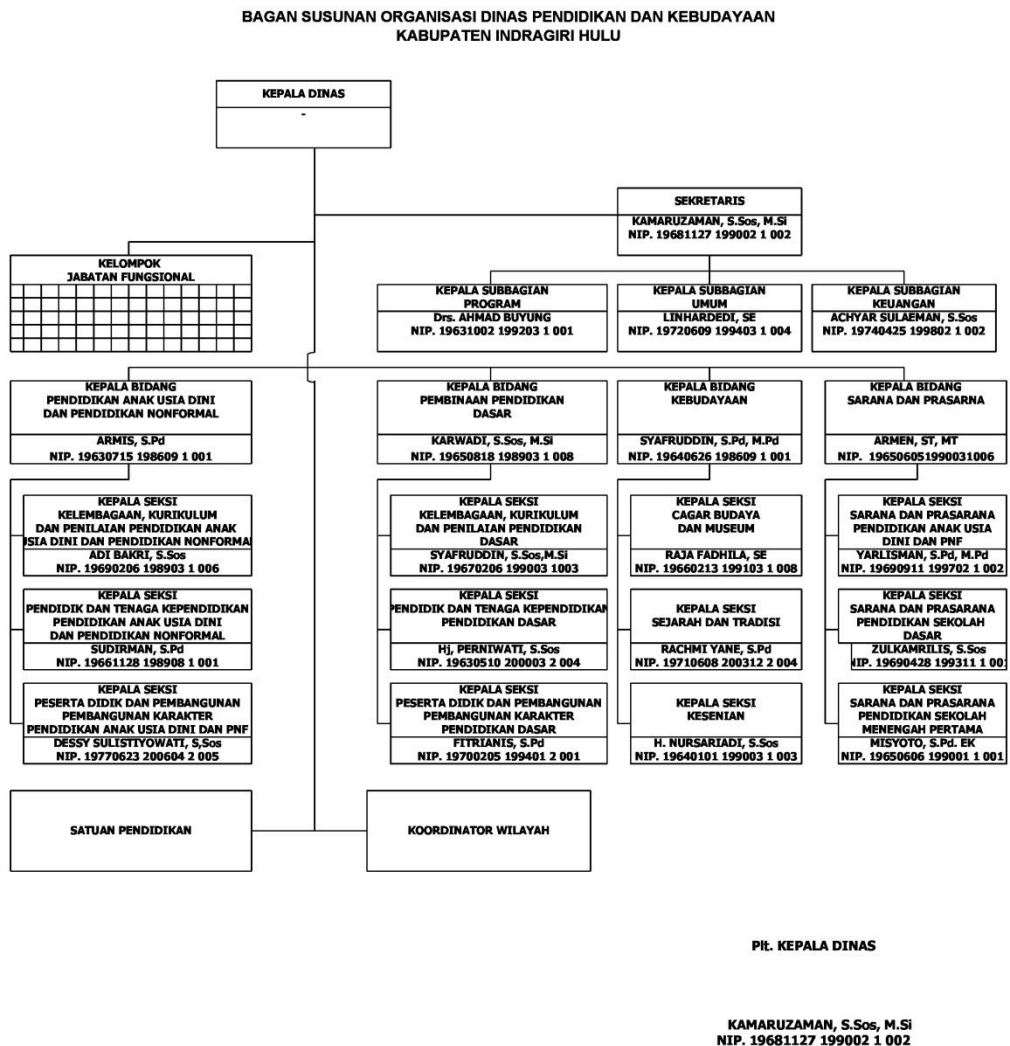 BAGAN SUSUNAN ORGANISASI DINAS PENDIDIKAN DAN KEBUDAYAAN
KABUPATEN INDRAGIRI HULU
KEPALA DINAS
-
SEKRETARIS
KAMARUZAMAN, S.Sos, M.Si
NIP. 19681127 199002 1 002
KELOMPOK
JABATAN FUNGSIONAL
KEPALA SUBBAGIAN
PROGRAM
Drs. AHMAD BUYUNG
NIP. 19631002 199203 1 001
KEPALA SUBBAGIAN
UMUM
LINHARDEDI, SE
NIP. 19720609 199403 1 004
KEPALA SUBBAGIAN
KEUANGAN
ACHYAR SULAEMAN, S.Sos
NIP. 19740425 199802 1 002
KEPALA BIDANG
PENDIDIKAN ANAK USIA DINI
DAN PENDIDIKAN NONFORMAL
ARMIS, S.Pd
NIP. 19630715 198609 1 001
KEPALA BIDANG
PEMBINAAN PENDIDIKAN
DASAR
KARWADI, S.Sos, M.Si
NIP. 19650818 198903 1 008
KEPALA BIDANG
KEBUDAYAAN
SYAFRUDDIN, S.Pd, M.Pd
NIP. 19640626 198609 1 001
KEPALA BIDANG
SARANA DAN PRASARNA
ARMEN, ST, MT
NIP. 196506051990031006
KEPALA SEKSI
KELEMBAGAAN, KURIKULUM
DAN PENILAIAN PENDIDIKAN ANAK
USIA DINI DAN PENDIDIKAN NONFORMAL
ADI BAKRI, S.Sos
NIP. 19690206 198903 1 006
KEPALA SEKSI
KELEMBAGAAN, KURIKULUM
DAN PENILAIAN PENDIDIKAN
DASAR
SYAFRUDDIN, S.Sos,M.Si
NIP. 19670206 199003 1003
KEPALA SEKSI
CAGAR BUDAYA
DAN MUSEUM
RAJA FADHILA, SE
NIP. 19660213 199103 1 008
KEPALA SEKSI
SARANA DAN PRASARANA
PENDIDIKAN ANAK USIA
DINI DAN PNF
YARLISMAN, S.Pd, M.Pd
NIP. 19690911 199702 1 002
KEPALA SEKSI
PENDIDIK DAN TENAGA KEPENDIDIKAN
PENDIDIKAN ANAK USIA DINI
DAN PENDIDIKAN NONFORMAL
SUDIRMAN, S.Pd
NIP. 19661128 198908 1 001
KEPALA SEKSI
PENDIDIK DAN TENAGA KEPENDIDIKAN
PENDIDIKAN DASAR
Hj, PERNIWATI, S.Sos
NIP. 19630510 200003 2 004
KEPALA SEKSI
SEJARAH DAN TRADISI
RACHMI YANE, S.Pd
NIP. 19710608 200312 2 004
KEPALA SEKSI
SARANA DAN PRASARANA
PENDIDIKAN SEKOLAH
DASAR
ZULKAMRILIS, S.Sos
NIP. 19690428 199311 1 001
KEPALA SEKSI
PESERTA DIDIK DAN PEMBANGUNAN
PEMBANGUNAN KARAKTER
PENDIDIKAN ANAK USIA DINI DAN PNF
DESSY SULISTIYOWATI, S,Sos
NIP. 19770623 200604 2 005
KEPALA SEKSI
PESERTA DIDIK DAN PEMBANGUNAN
PEMBANGUNAN KARAKTER
PENDIDIKAN DASAR
FITRIANIS, S.Pd
NIP. 19700205 199401 2 001
KEPALA SEKSI
KESENIAN
H. NURSARIADI, S.Sos
NIP. 19640101 199003 1 003
KEPALA SEKSI
SARANA DAN PRASARANA
PENDIDIKAN SEKOLAH
MENENGAH PERTAMA
MISYOTO, S.Pd. EK
NIP. 19650606 199001 1 001
SATUAN PENDIDIKAN
KOORDINATOR WILAYAH
Plt. KEPALA DINAS
KAMARUZAMAN, S.Sos, M.Si
NIP. 19681127 199002 1 002